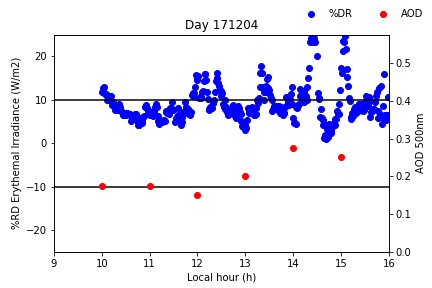 %DR AOD
Day 171204
%RD Erythemal Irradiance (W/m2)
20
10
0
−10
−20
0.5
0.4
0.3
0.2
0.1
0.0
AOD 500nm
9 10 11 12 13 14 15 16
Local hour (h)